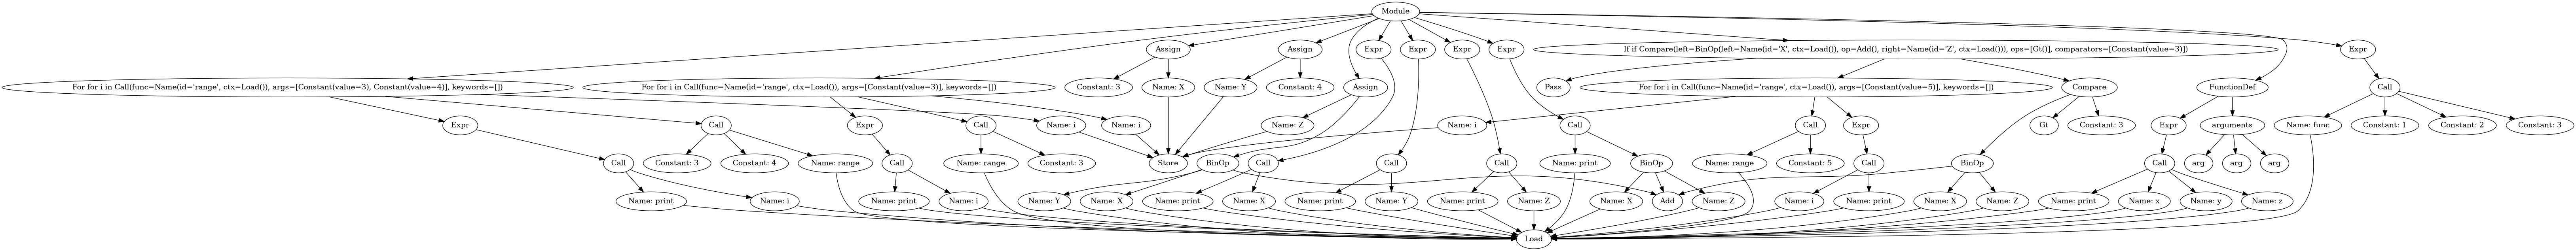 Module
Assign Assign Expr Expr Expr Expr If if Compare(left=BinOp(left=Name(id='X', ctx=Load()), op=Add(), right=Name(id='Z', ctx=Load())), ops=[Gt()], comparators=[Constant(value=3)]) Expr
For for i in Call(func=Name(id='range', ctx=Load()), args=[Constant(value=3), Constant(value=4)], keywords=[]) For for i in Call(func=Name(id='range', ctx=Load()), args=[Constant(value=3)], keywords=[]) Constant: 3 Name: X Name: Y Constant: 4 Assign Pass For for i in Call(func=Name(id='range', ctx=Load()), args=[Constant(value=5)], keywords=[]) Compare FunctionDef Call
Expr Call Expr Call Name: i Name: i Name: Z Name: i Call Call Expr Gt Constant: 3 Expr arguments Name: func Constant: 1 Constant: 2 Constant: 3
Call Constant: 3 Constant: 4 Name: range Call Name: range Constant: 3 Store BinOp Call Call Call Name: print BinOp Name: range Constant: 5 Call BinOp Call arg arg arg
Name: print Name: i Name: print Name: i Name: Y Name: X Name: print Name: X Name: print Name: Y Name: print Name: Z Name: X Add Name: Z Name: i Name: print Name: X Name: Z Name: print Name: x Name: y Name: z
Load